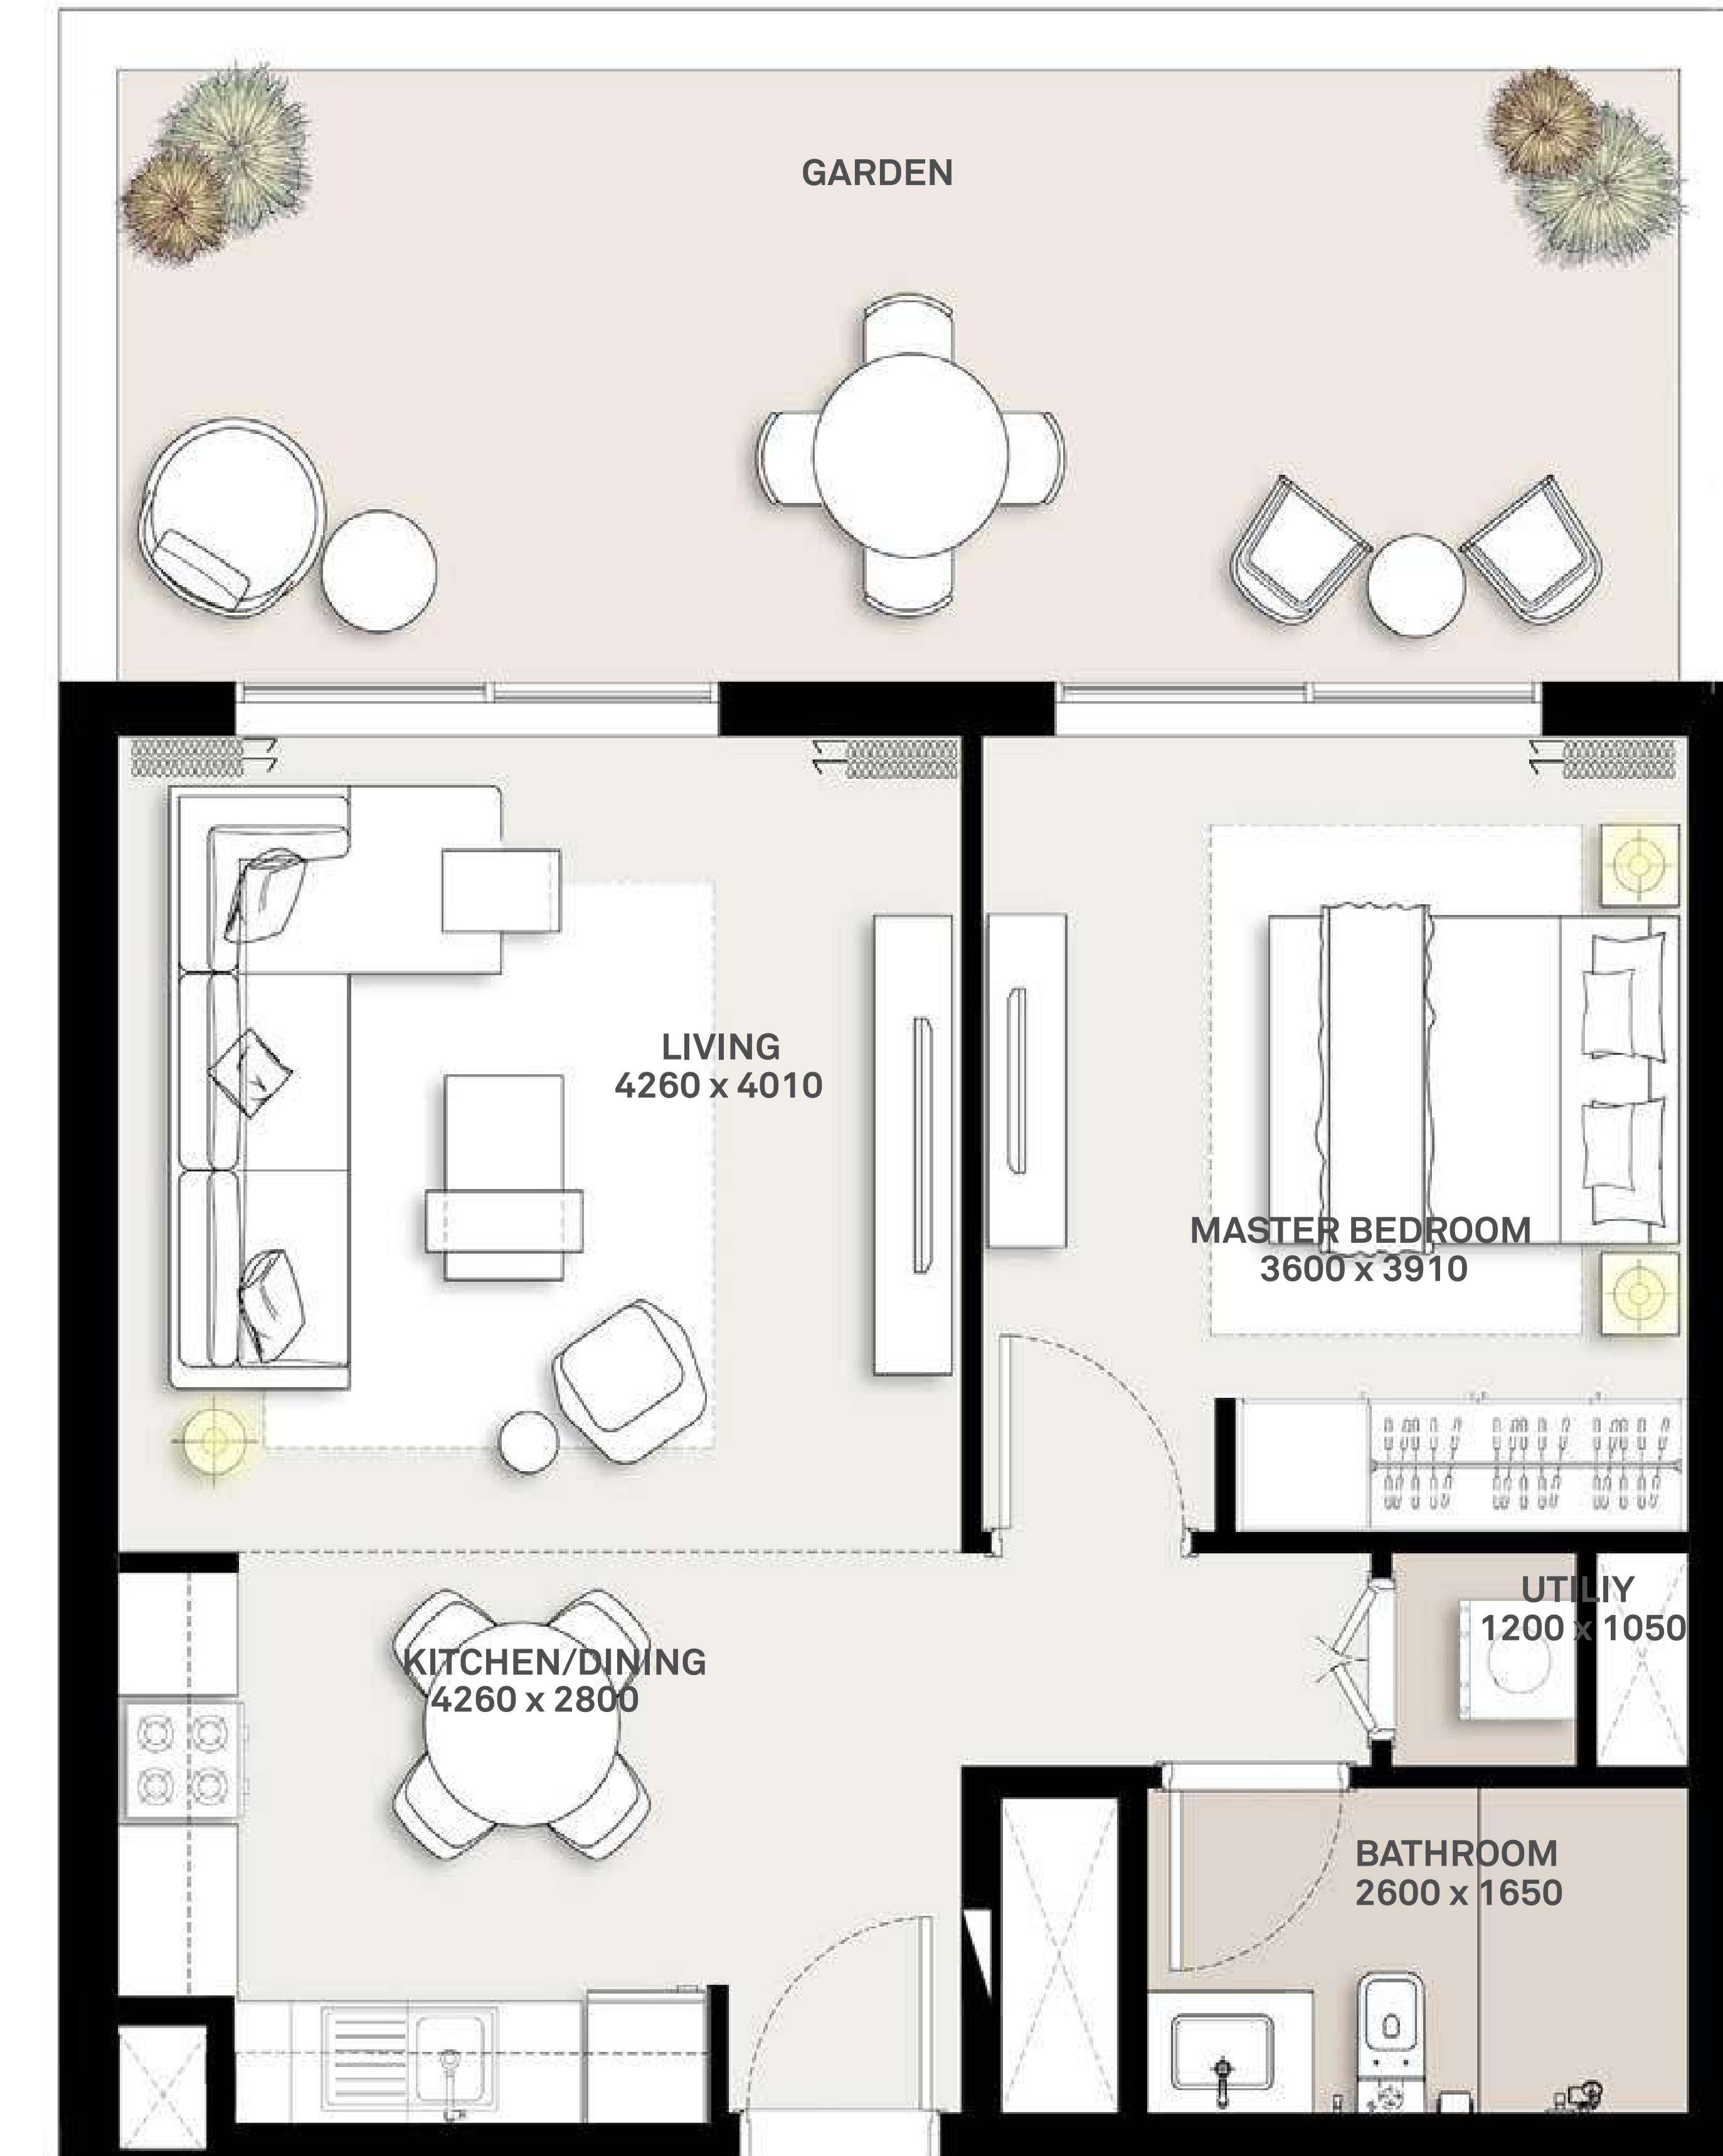 GARDEN
LIVING
4260 x 4010
MASTER BEDROOM
3600 x 3910
UTILIY
1200 x 1050
KITCHEN/DINING
4260 x 2800
BATHROOM
2600 x 1650